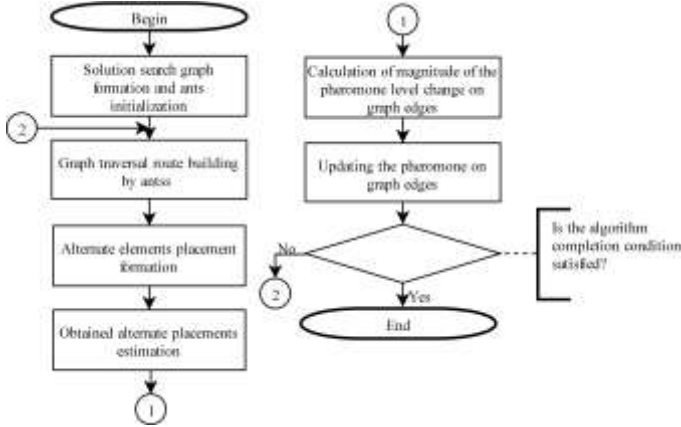 Begin
Solution search graph
formation and ants
initialization
2
Graph traversal route building
by antss
Alternate elements placement
formation
Obtained alternate placements
estimation
1
1
Calculation of magnitude of the
pheromone level change on
graph edges
Updating the pheromone on
graph edges
No
2
Is the algorithm
completion condition
satisfied?
Yes
End